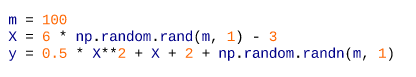 m = 100
X = 6 * np.random.rand(m, 1) - 3
y = 0.5 * X**2 + X + 2 + np.random.randn(m, 1)